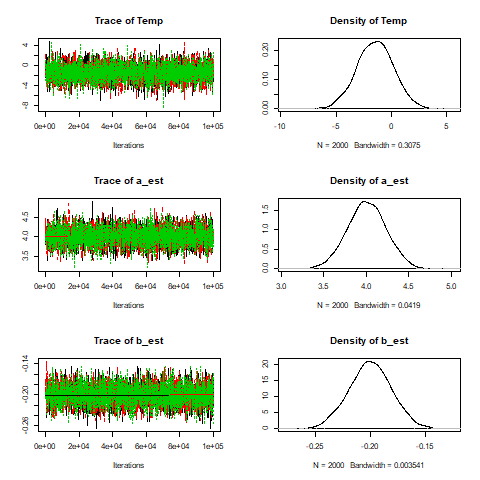 Trace of Temp
4
0
-4
-8
0e+00 2e+04 4e+04 6e+04 8e+04 1e+05
Iterations
Density of Temp
0.20
0.10
0.00
-10 -5 0 5
N = 2000 Bandwidth = 0.3075
Trace of a_est
4.5
4.0
3.5
0e+00 2e+04 4e+04 6e+04 8e+04 1e+05
Iterations
Density of a_est
1.5
1.0
0.5
0.0
3.0 3.5 4.0 4.5 5.0
N = 2000 Bandwidth = 0.0419
Trace of b_est
-0.14
-0.20
-0.26
0e+00 2e+04 4e+04 6e+04 8e+04 1e+05
Iterations
Density of b_est
20
15
10
5
0
-0.25 -0.20 -0.15
N = 2000 Bandwidth = 0.003541